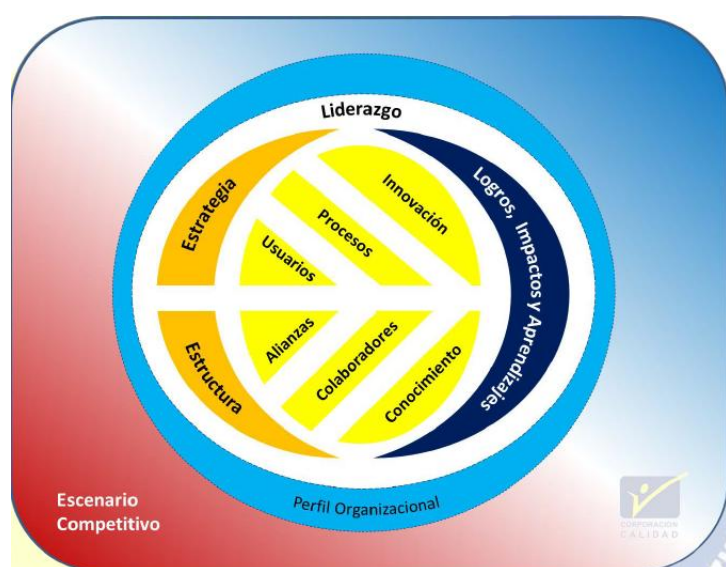 Liderazgo
Estrategia
Innovación
Procesos
Usuarios
Logros, Impactos y Aprendizajes
Estructura
Alianzas
Colaboradores
Conocimiento
Perfil Organizacional
Escenario
Competitivo
CORPORACIÓN
CALIDAD